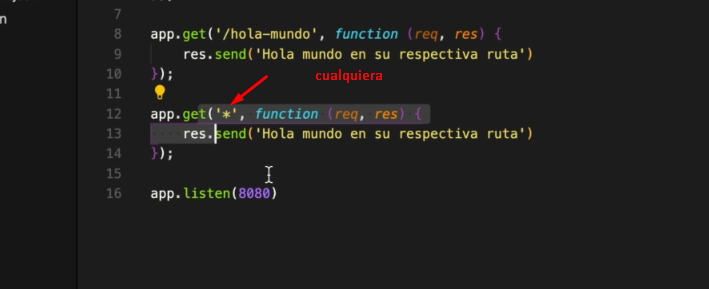 7
8 app.get('/hola-mundo', function (req, res) {
9 res.send('Hola mundo en su respectiva ruta')
10 });
cualquiera
11
12 app.get('*', function (req, res) {
13 res.send('Hola mundo en su respectiva ruta')
14 });
15
16 app.listen(8080)